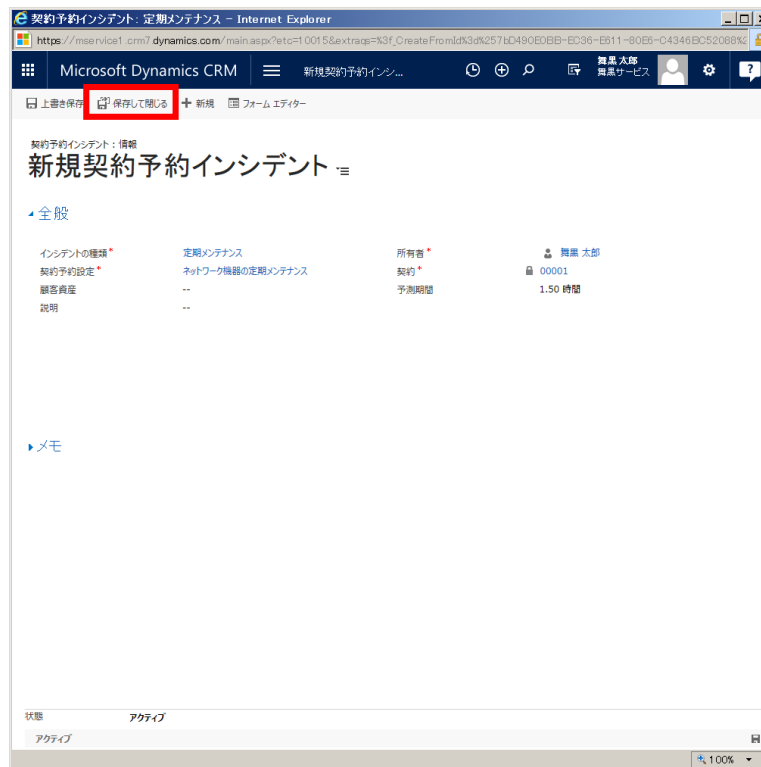 契約予約インシデント: 定期メンテナンス - Internet Explorer
https://mservice1.crm7.dynamics.com/main.aspx?etc=10015&extraqs=%3f_CreateFromId%3d%257bD490E0BB-EC36-E611-80E6-C4346BC52088%
Microsoft Dynamics CRM 新規契約予約インシ... 舞黒 太郎
舞黒サービス
上書き保存 保存して閉じる 新規 フォーム エディター
契約予約インシデント : 情報
新規契約予約インシデント
全般
インシデントの種類* 定期メンテナンス 所有者* 舞黒 太郎
契約予約設定* ネットワーク機器の定期メンテナンス 契約* 00001
顧客資産 -- 予測期間 1.50 時間
説明 --
メモ
状態 アクティブ
アクティブ
100%